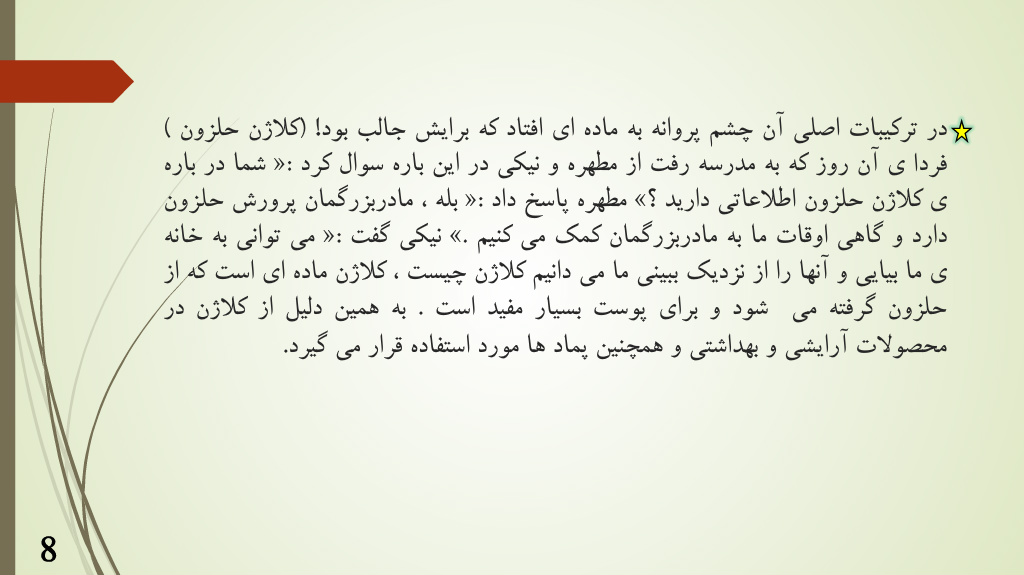 در ترکیبات اصلی آن چشم پروانه به ماده ای افتاد که برایش جالب بود! (کلاژن حلزون )
فردا ی آن روز که به مدرسه رفت از مطهره و نیکی در این باره سوال کرد :« شما در باره
ی کلاژن حلزون اطلاعاتی دارید ؟» مطهره پاسخ داد :« بله ، مادربزرگمان پرورش حلزون
دارد و گاهی اوقات ما به مادربزرگمان کمک می کنیم .» نیکی گفت :« می توانی به خانه
ی ما بیایی و آنها را از نزدیک ببینی ما می دانیم کلاژن چیست ، کلاژن ماده ای است که از
حلزون گرفته می شود و برای پوست بسیار مفید است . به همین دلیل از کلاژن در
محصولات آرایشی و بهداشتی و همچنین پماد ها مورد استفاده قرار می گیرد.
8